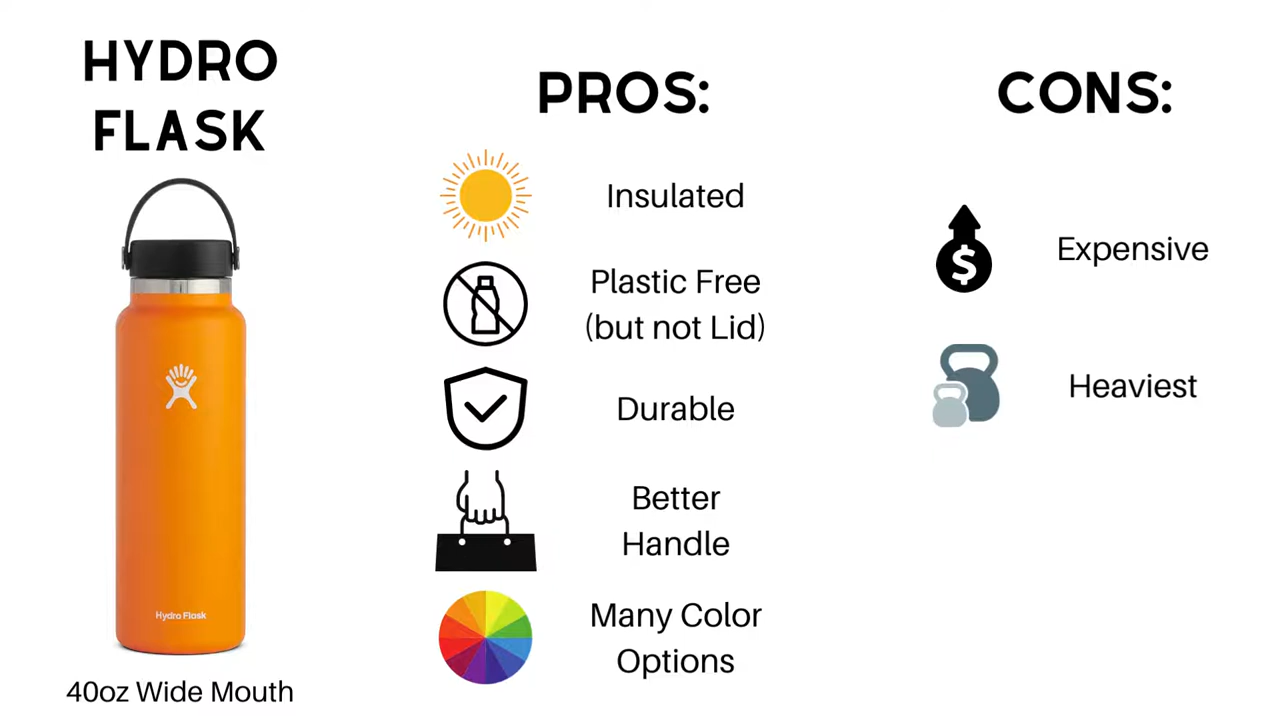 HYDRO
FLASK
Hydro Flask
40oz Wide Mouth
PROS:
Insulated
Plastic Free
(but not Lid)
Durable
Better
Handle
Many Color
Options
CONS:
$
Expensive
Heaviest